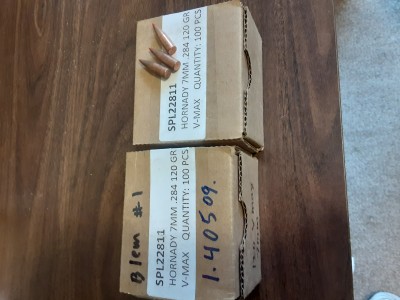 SPL22811
HORNADY 7MM .284 120 GR
V-MAX QUANTITY: 100 PCS
Blem #1
SPL22811
HORNADY 7MM .284 120 GR
V-MAX QUANTITY: 100 PCS
1.40509.